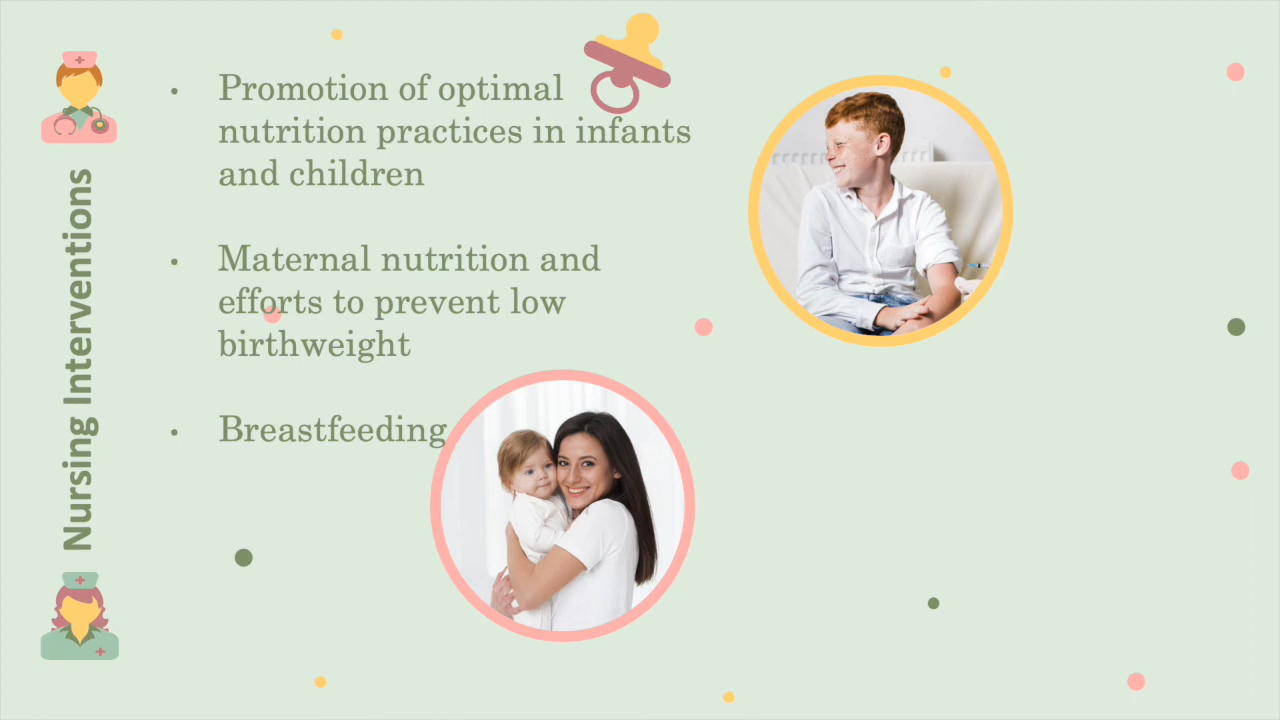 Nursing Interventions
• Promotion of optimal
nutrition practices in infants
and children
• Maternal nutrition and
efforts to prevent low
birthweight
• Breastfeeding